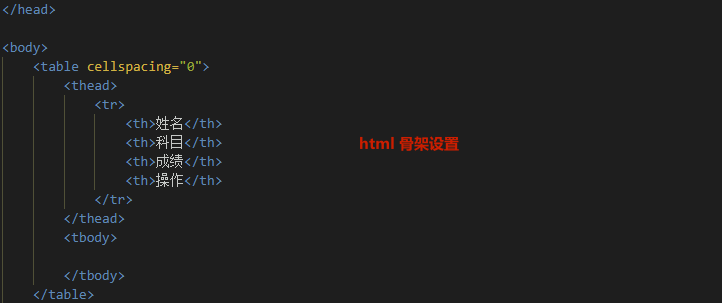 </head>
<body>
<table cellspacing="0">
<thead>
<tr>
<th>姓名</th>
<th>科目</th>
html 骨架设置
<th>成绩</th>
<th>操作</th>
</tr>
</thead>
<tbody>
</tbody>
</table>